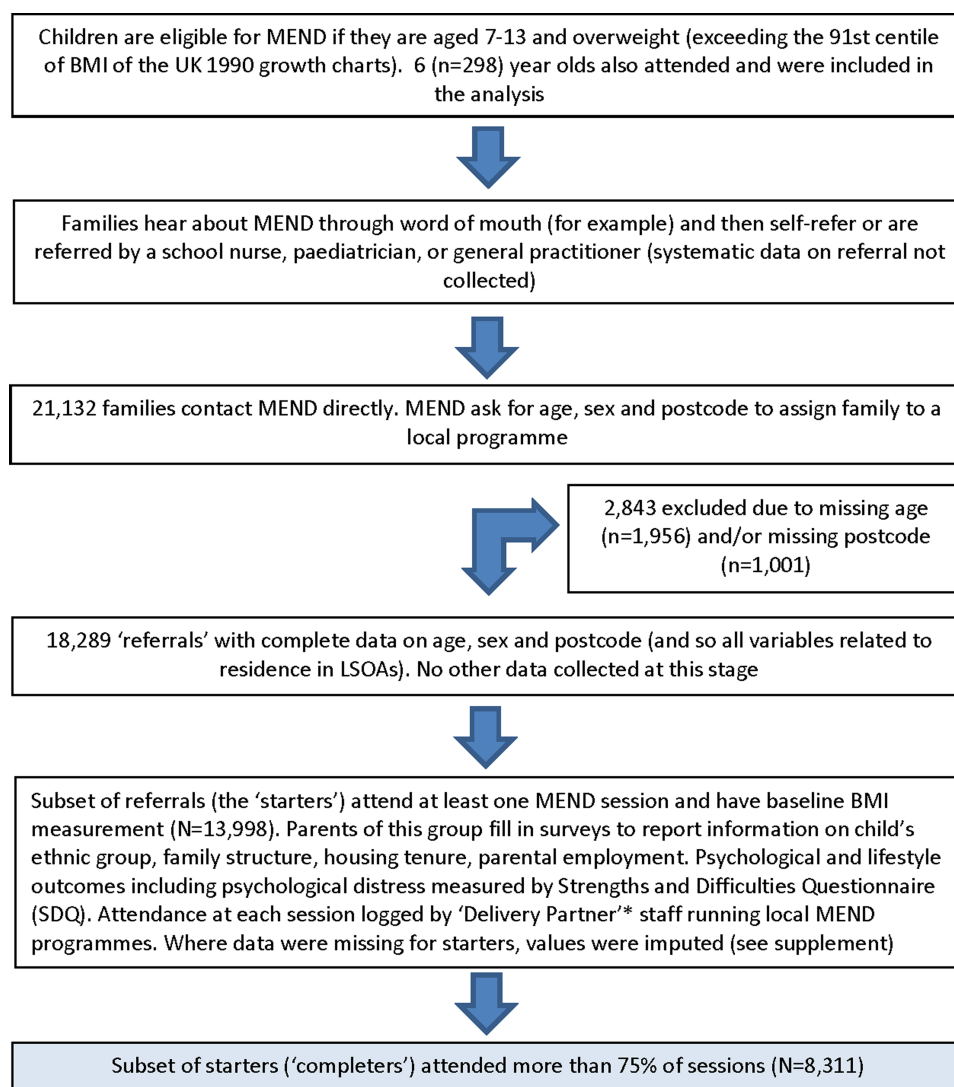 Children are eligible for MEND if they are aged 7-13 and overweight (exceeding the 91st centile
of BMI of the UK 1990 growth charts).  6 (n=298) year olds also attended and were included in
the analysis
Families hear about MEND through word of mouth (for example) and then self-refer or are
referred by a school nurse, paediatrician, or general practitioner (systematic data on referral not
collected)
21,132 families contact MEND directly. MEND ask for age, sex and postcode to assign family to a
local programme
2,843 excluded due to missing age
(n=1,956) and/or missing postcode
(n=1,001)
18,289 ‘referrals’ with complete data on age, sex and postcode (and so all variables related to
residence in LSOAs). No other data collected at this stage
Subset of referrals (the ‘starters’) attend at least one MEND session and have baseline BMI
measurement (N=13,998). Parents of this group fill in surveys to report information on child’s
ethnic group, family structure, housing tenure, parental employment. Psychological and lifestyle
outcomes including psychological distress measured by Strengths and Difficulties Questionnaire
(SDQ). Attendance at each session logged by ‘Delivery Partner’* staff running local MEND
programmes. Where data were missing for starters, values were imputed (see supplement)
Subset of starters (‘completers’) attended more than 75% of sessions (N=8,311)